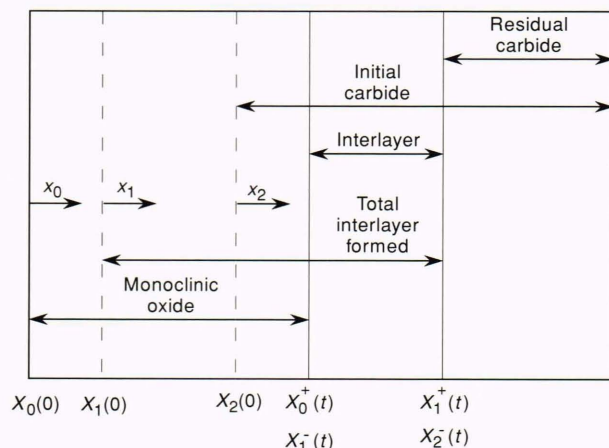 Residual
carbide
Initial
carbide
Interlayer
x₀
x₁
x₂
Total
interlayer
formed
Monoclinic
oxide
X₀(0)
X₁(0)
X₂(0)
X₀⁺(t)
X₁⁺(t)
X₁⁻(t)
X₂⁻(t)